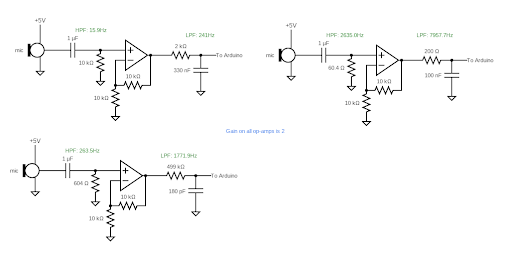 +5V
HPF: 15.9Hz
LPF: 241Hz
mic
1 µF
10 kΩ
2 kΩ
To Arduino
330 nF
10 kΩ
10 kΩ
+5V
HPF: 2635.0Hz
LPF: 7957.7Hz
mic
1 µF
60.4 Ω
200 Ω
To Arduino
100 nF
10 kΩ
10 kΩ
Gain on all op-amps is 2
+5V
HPF: 263.5Hz
LPF: 1771.9Hz
mic
1 µF
604 Ω
499 kΩ
To Arduino
180 pF
10 kΩ
10 kΩ